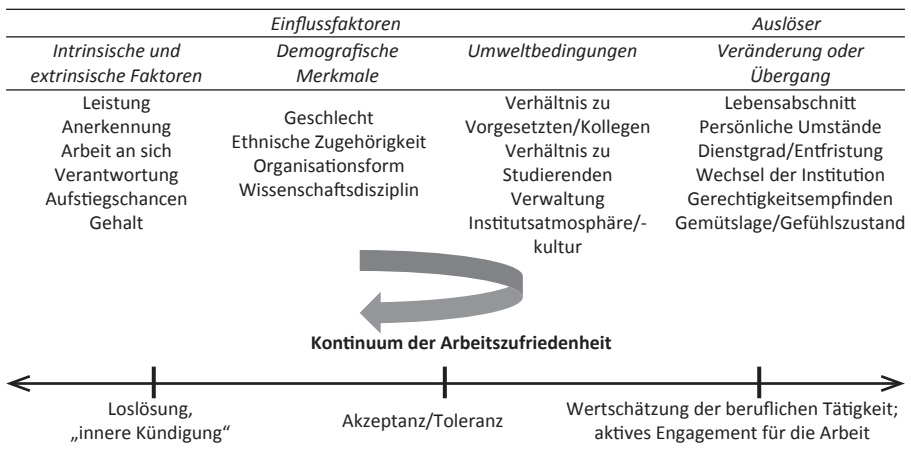 Einflussfaktoren
Auslöser
Intrinsische und
extrinsische Faktoren
Demografische
Merkmale
Umweltbedingungen
Veränderung oder
Übergang
Leistung
Anerkennung
Arbeit an sich
Verantwortung
Aufstiegschancen
Gehalt
Geschlecht
Ethnische Zugehörigkeit
Organisationsform
Wissenschaftsdisziplin
Verhältnis zu
Vorgesetzten/Kollegen
Verhältnis zu
Studierenden
Verwaltung
Institutsatmosphäre/-
kultur
Lebensabschnitt
Persönliche Umstände
Dienstgrad/Entfristung
Wechsel der Institution
Gerechtigkeitsempfinden
Gemütslage/Gefühlszustand
Kontinuum der Arbeitszufriedenheit
Loslösung,
„innere Kündigung“
Akzeptanz/Toleranz
Wertschätzung der beruflichen Tätigkeit;
aktives Engagement für die Arbeit